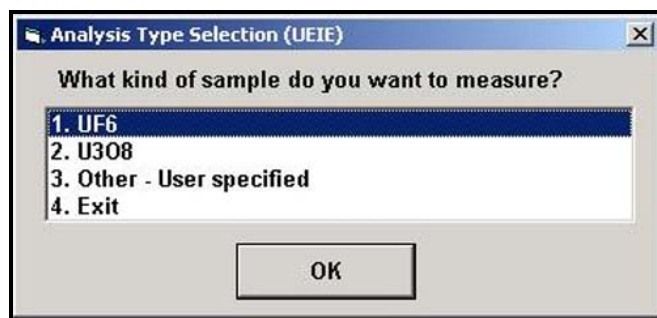 Analysis Type Selection (UEIE)
What kind of sample do you want to measure?
1. UF6
2. U3O8
3. Other - User specified
4. Exit
OK